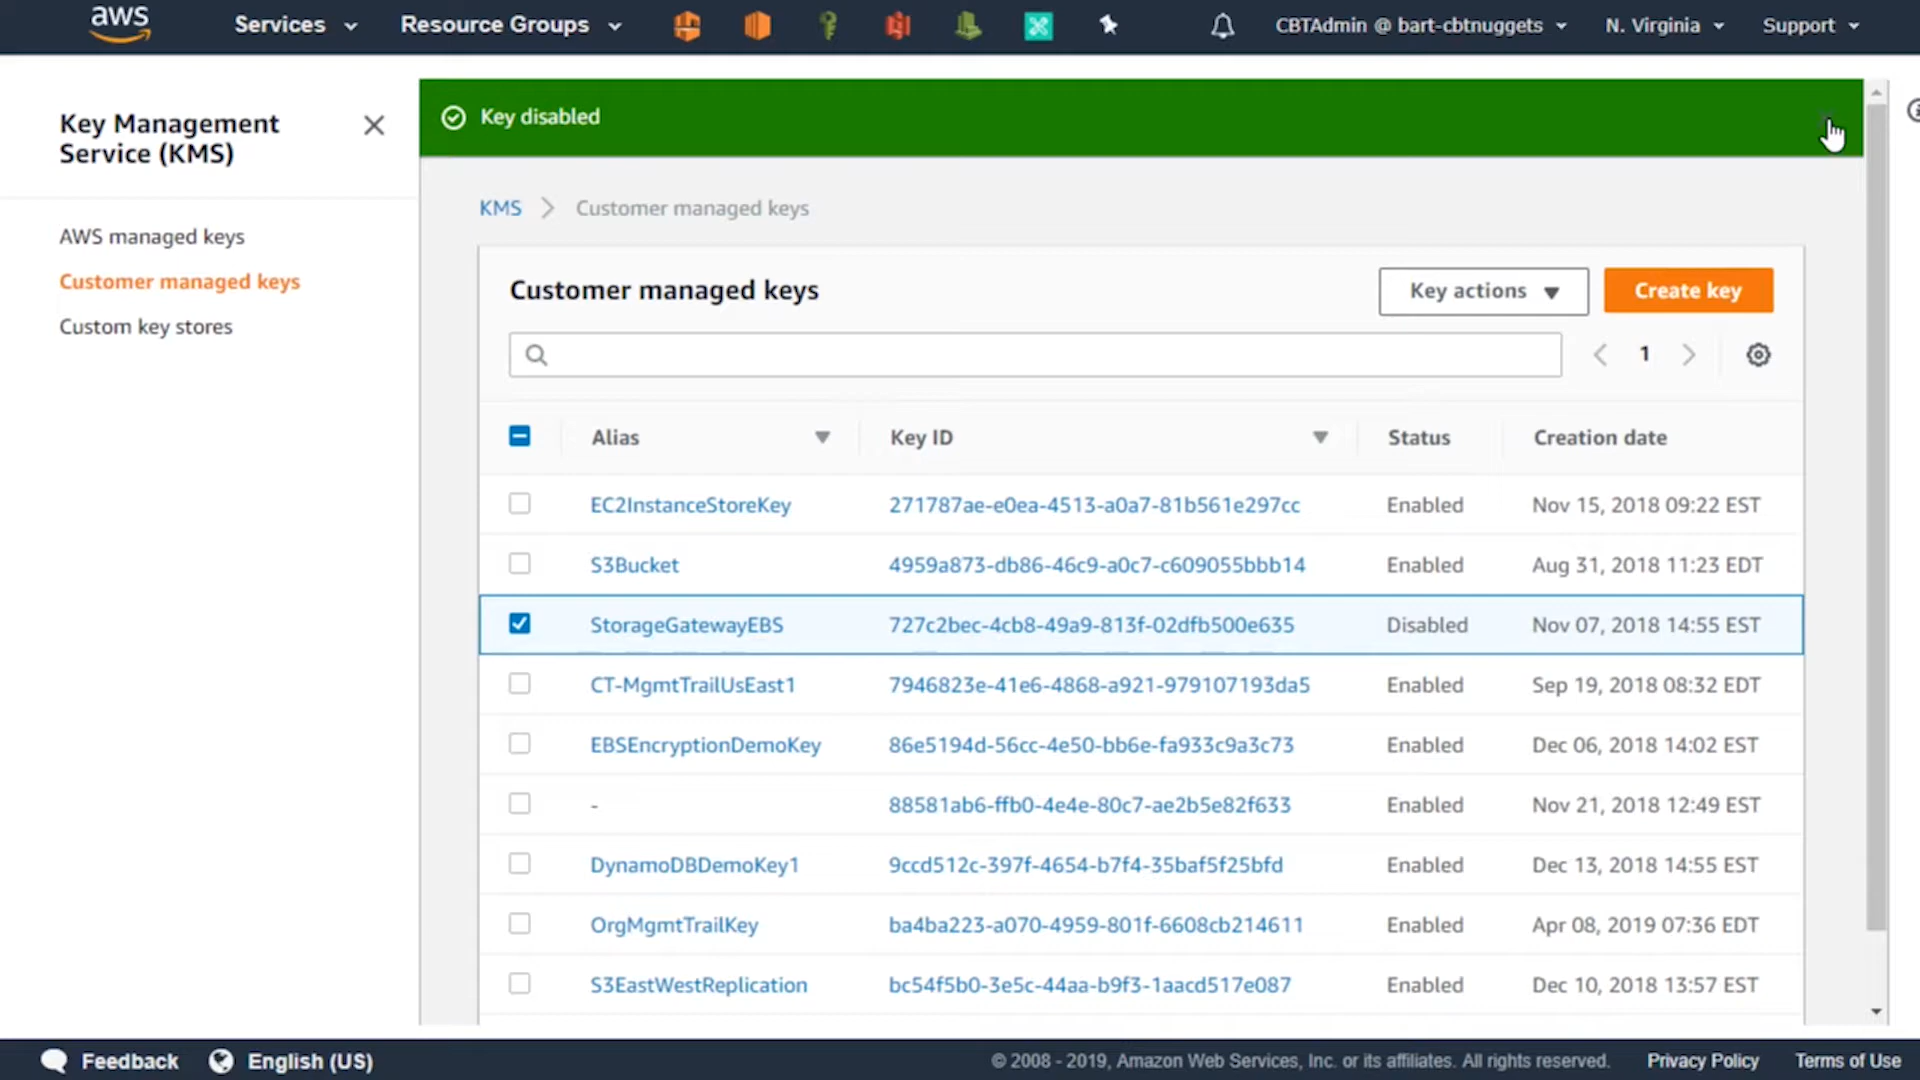 aws Services Resource Groups CBTAdmin @ bart-cbtnuggets N. Virginia Support
Key Management
Service (KMS)
AWS managed keys
Customer managed keys
Custom key stores
Key disabled
KMS > Customer managed keys
Customer managed keys Key actions Create key
1
Alias Key ID Status Creation date
EC2InstanceStoreKey 271787ae-e0ea-4513-a0a7-81b561e297cc Enabled Nov 15, 2018 09:22 EST
S3Bucket 4959a873-db86-46c9-a0c7-c609055bbb14 Enabled Aug 31, 2018 11:23 EDT
StorageGatewayEBS 727c2bec-4cb8-49a9-813f-02dfb500e635 Disabled Nov 07, 2018 14:55 EST
CT-MgmtTrailUsEast1 7946823e-41e6-4868-a921-979107193da5 Enabled Sep 19, 2018 08:32 EDT
EBSEncryptionDemoKey 86e5194d-56cc-4e50-bb6e-fa933c9a3c73 Enabled Dec 06, 2018 14:02 EST
- 88581ab6-ffb0-4e4e-80c7-ae2b5e82f633 Enabled Nov 21, 2018 12:49 EST
DynamoDBDemoKey1 9ccd512c-397f-4654-b7f4-35baf5f25bfd Enabled Dec 13, 2018 14:55 EST
OrgMgmtTrailKey ba4ba223-a070-4959-801f-6608cb214611 Enabled Apr 08, 2019 07:36 EDT
S3EastWestReplication bc54f5b0-3e5c-44aa-b9f3-1aacd517e087 Enabled Dec 10, 2018 13:57 EST
Feedback English (US) © 2008 - 2019, Amazon Web Services, Inc. or its affiliates. All rights reserved. Privacy Policy Terms of Use